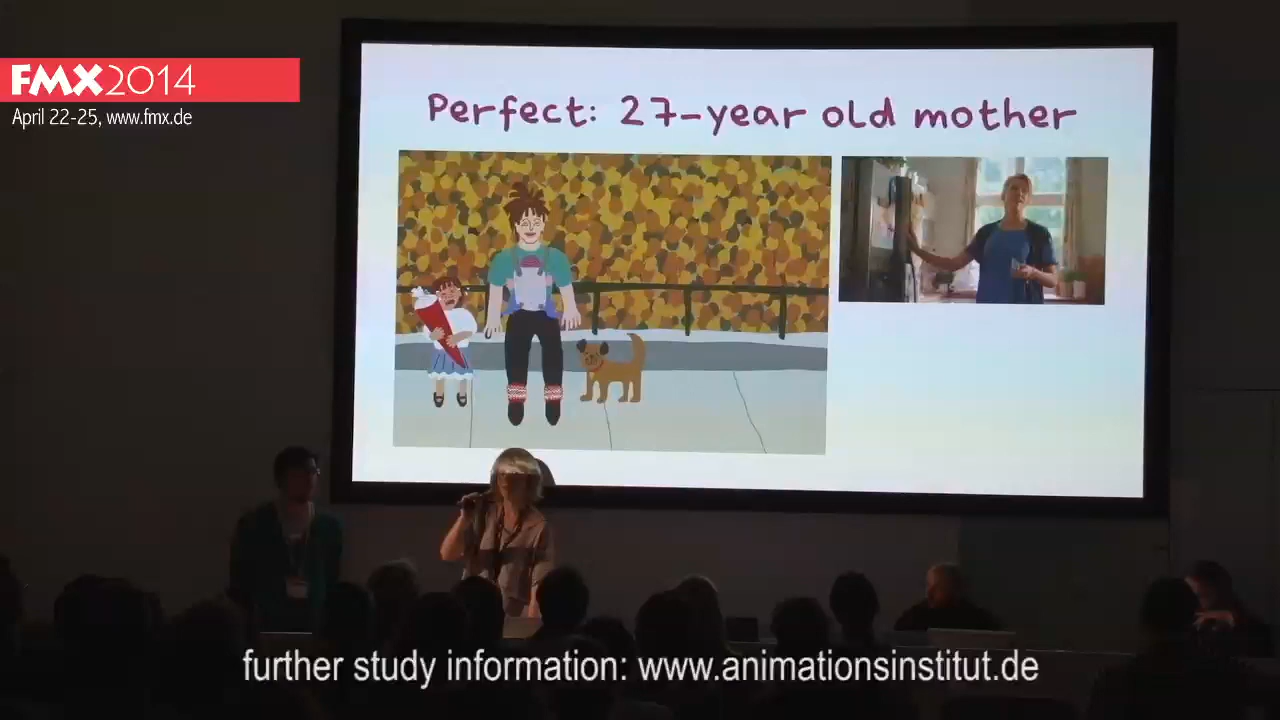 FMX2014
April 22-25, www.fmx.de
Perfect: 27-year old mother
further study information: www.animationsinstitut.de